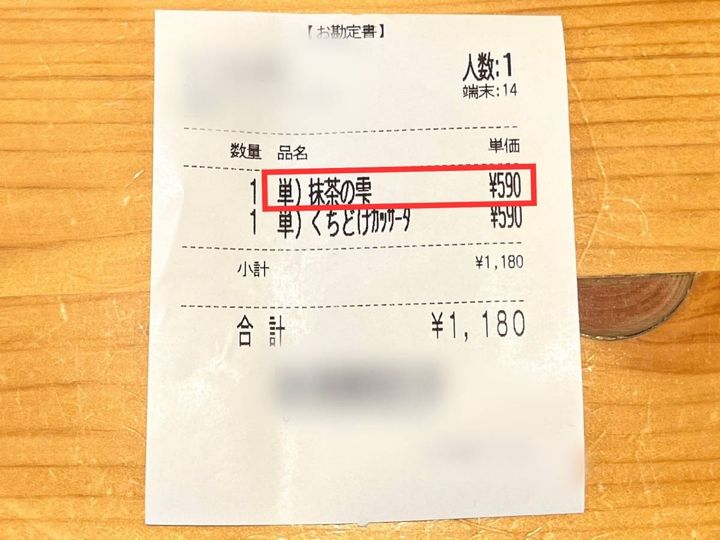 【お勘定書】
人数:1
端末:14
数量 品名 単価
1 単)抹茶の雫 ¥590
1 単)くちどけカッサータ ¥590
小計 ¥1,180
合計 ¥1,180